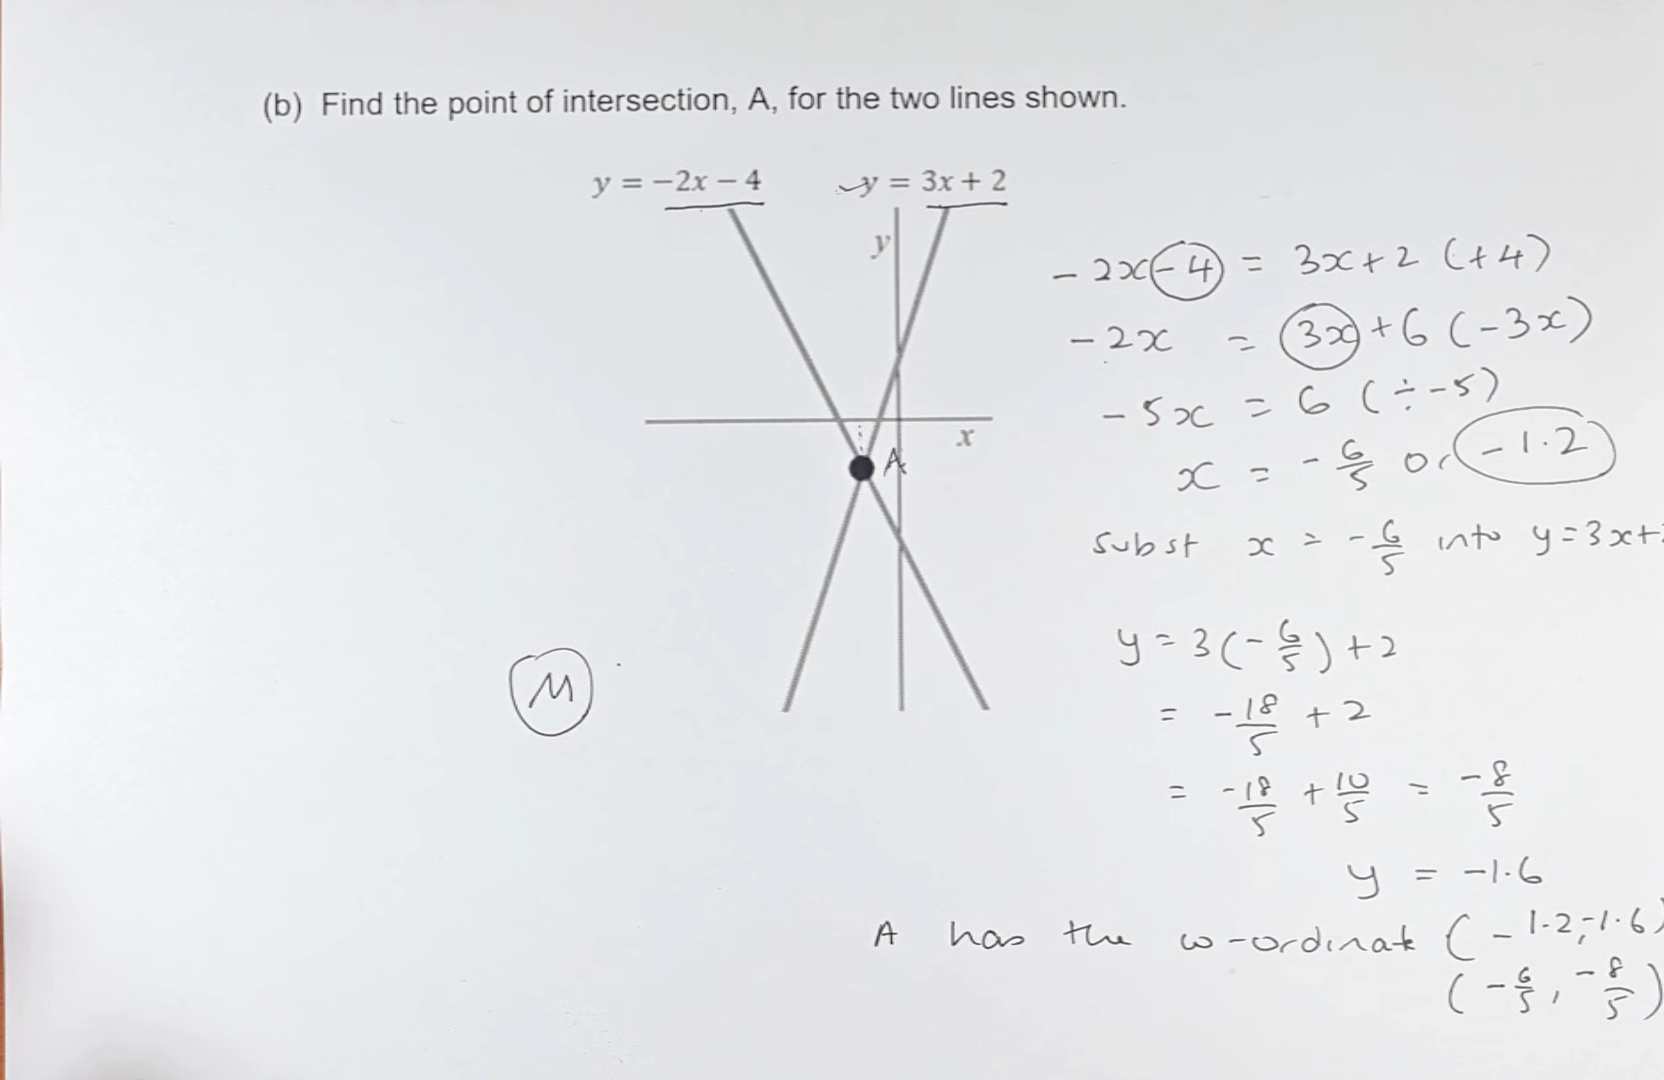 (b) Find the point of intersection, A, for the two lines shown.
y = −2x − 4
y = 3x + 2
y
x
A
M
− 2x − 4 = 3x + 2 (+4)
− 2x = 3x + 6 (−3x)
− 5x = 6 (÷ −5)
x = − 6/5 or − 1.2
subst x = − 6/5 into y = 3x +
y = 3(− 6/5) + 2
= − 18/5 + 2
= − 18/5 + 10/5 = − 8/5
y = −1.6
A has the co-ordinate (− 1.2, −1.6)
(− 6/5, − 8/5)